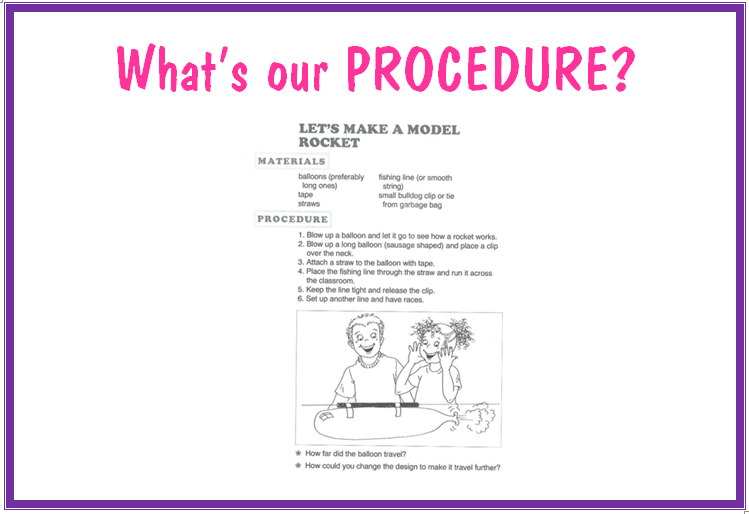 What's our PROCEDURE?
LET'S MAKE A MODEL
ROCKET
MATERIALS
balloons (preferably
long ones)
tape
straws
fishing line (or smooth
string)
small bulldog clip or tie
from garbage bag
PROCEDURE
1. Blow up a balloon and let it go to see how a rocket works.
2. Blow up a long balloon (sausage shaped) and place a clip
over the neck.
3. Attach a straw to the balloon with tape.
4. Place the fishing line through the straw and run it across
the classroom.
5. Keep the line tight and release the clip.
6. Set up another line and have races.
❀ How far did the balloon travel?
❀ How could you change the design to make it travel further?